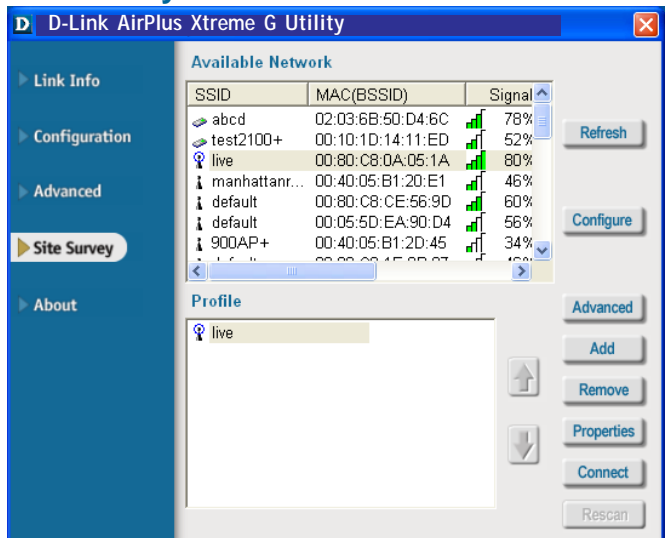 D D-Link AirPlus Xtreme G Utility
Link Info
Configuration
Advanced
Site Survey
About
Available Network
SSID MAC(BSSID) Signal
abcd 02:03:6B:50:D4:6C 78%
test2100+ 00:10:1D:14:11:ED 52%
live 00:80:C8:0A:05:1A 80%
manhattanr... 00:40:05:B1:20:E1 46%
default 00:80:C8:CE:56:9D 60%
default 00:05:5D:EA:90:D4 56%
900AP+ 00:40:05:B1:2D:45 34%
Refresh
Configure
Profile
live
Advanced
Add
Remove
Properties
Connect
Rescan